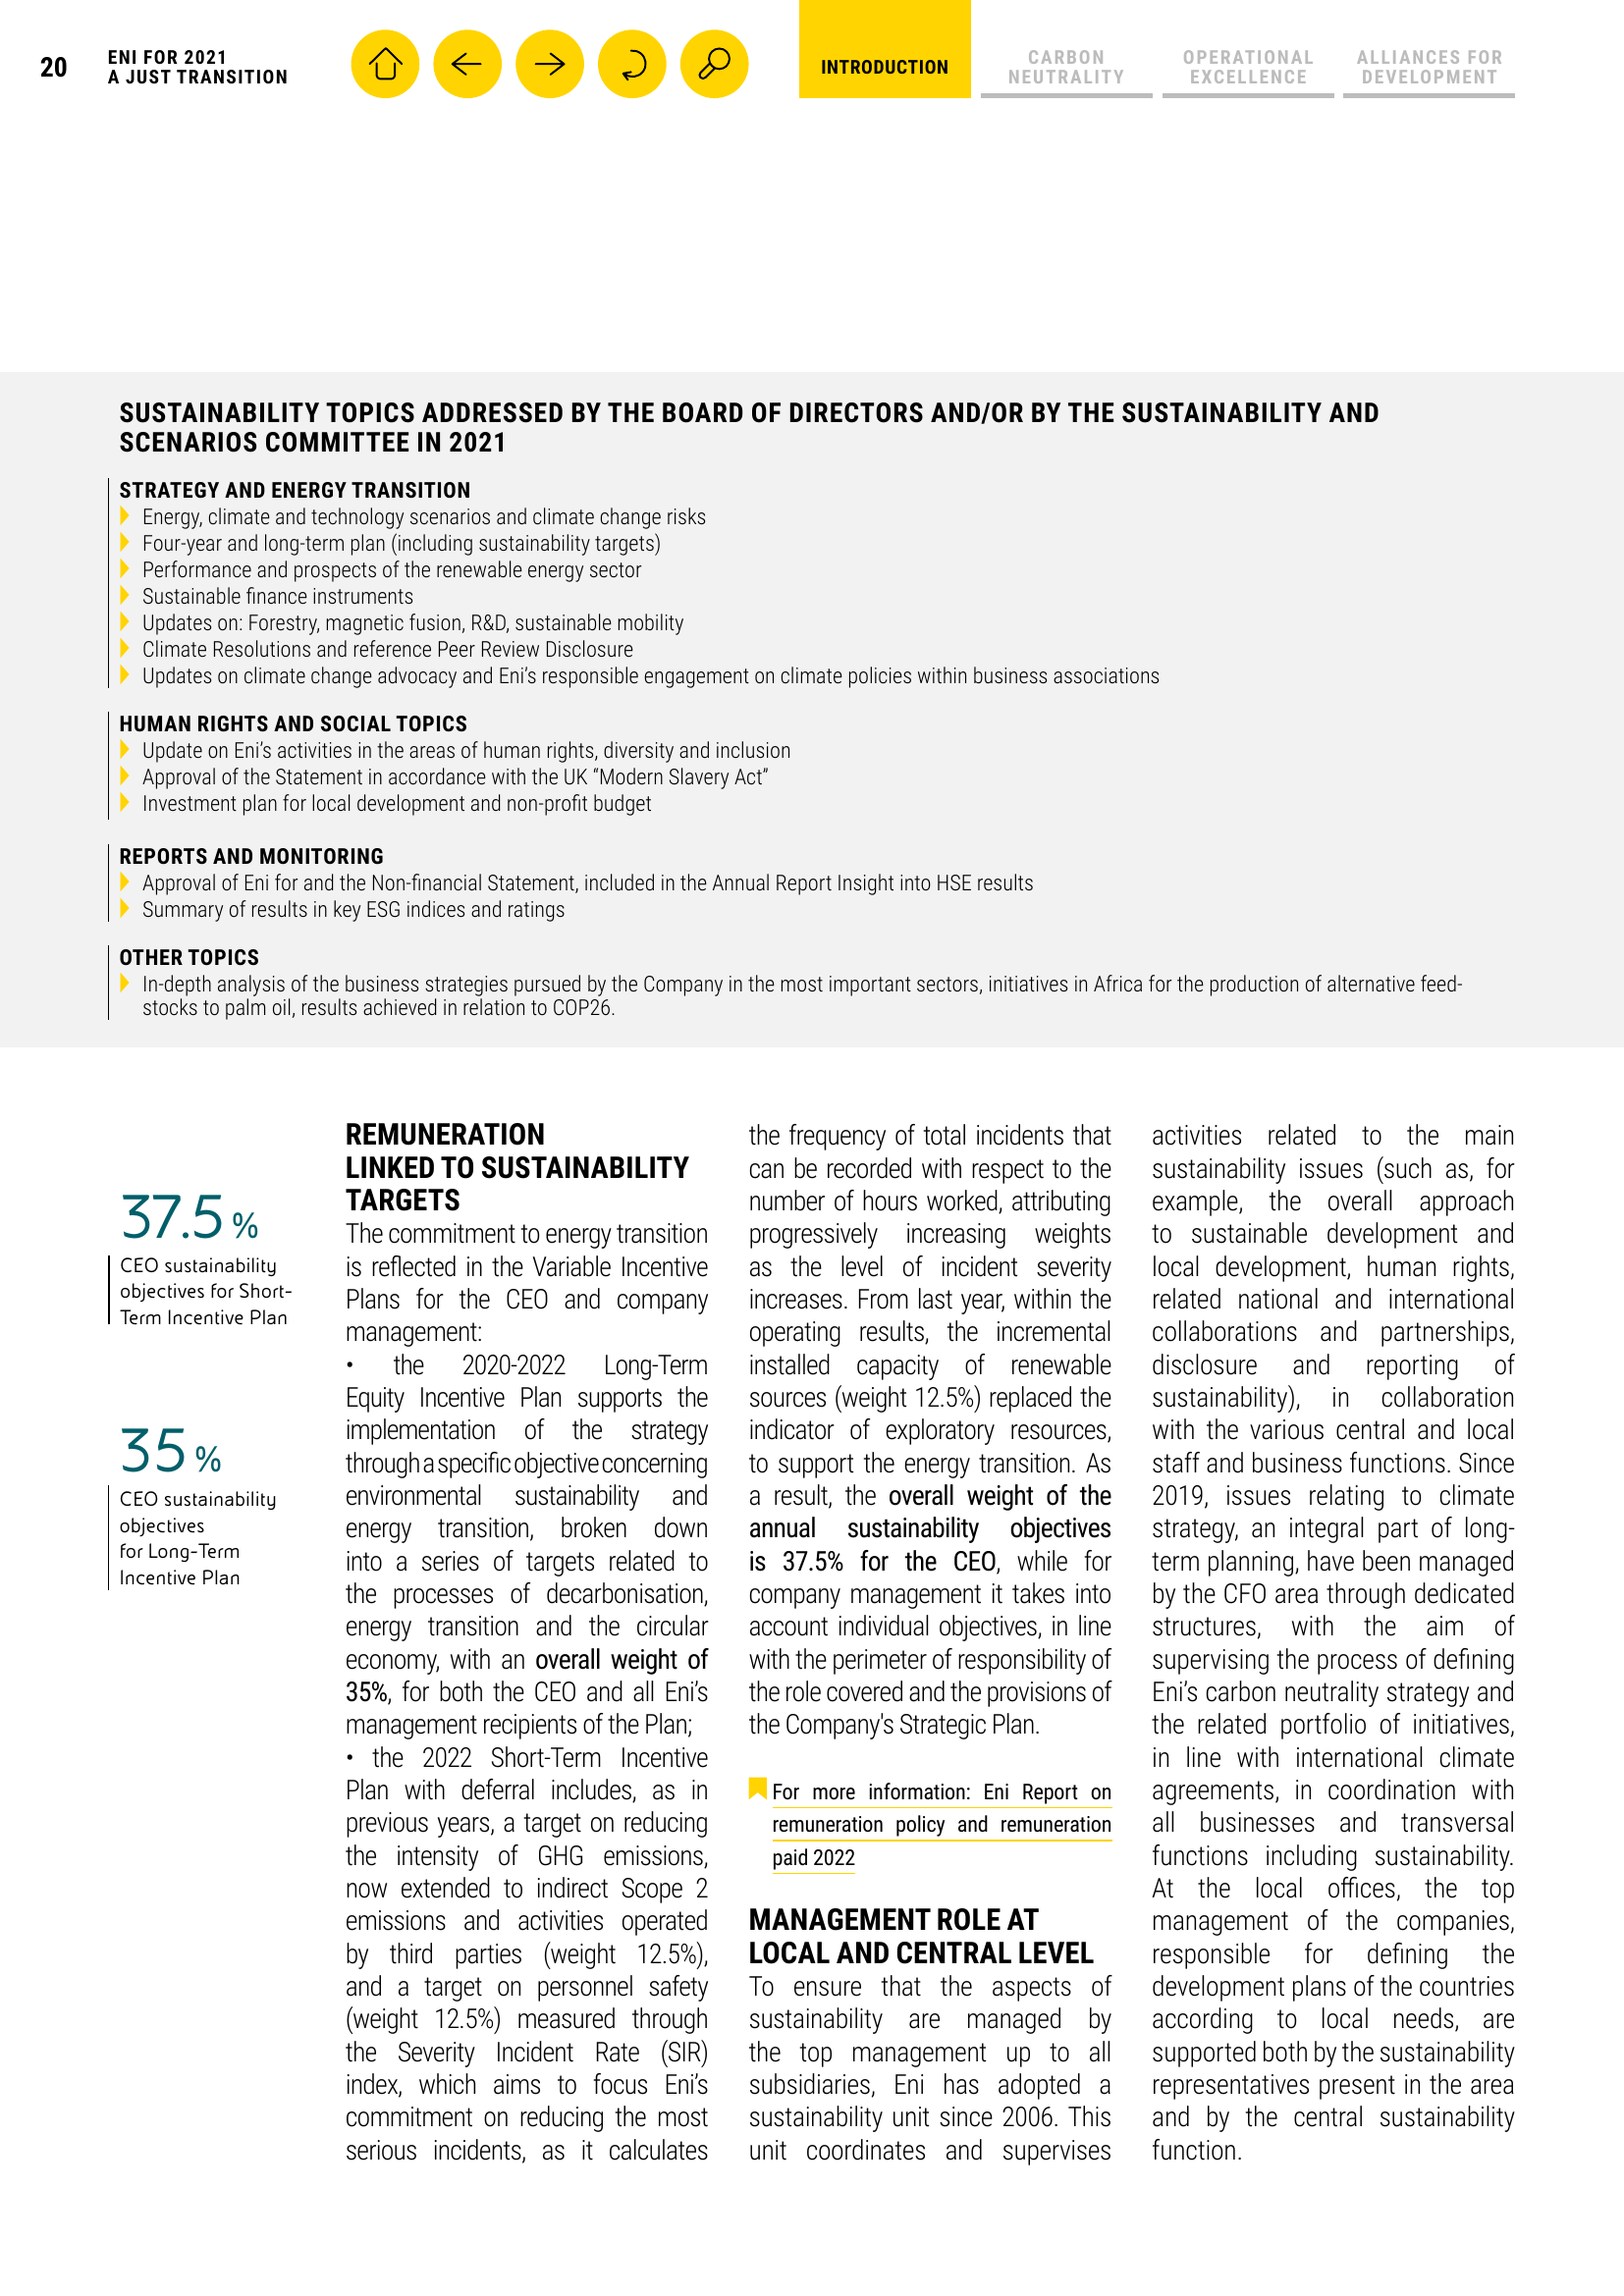 20
ENI FOR 2021
A JUST TRANSITION
INTRODUCTION
CARBON
NEUTRALITY
OPERATIONAL
EXCELLENCE
ALLIANCES FOR
DEVELOPMENT
SUSTAINABILITY TOPICS ADDRESSED BY THE BOARD OF DIRECTORS AND/OR BY THE SUSTAINABILITY AND
SCENARIOS COMMITTEE IN 2021
STRATEGY AND ENERGY TRANSITION
Energy, climate and technology scenarios and climate change risks
Four-year and long-term plan (including sustainability targets)
Performance and prospects of the renewable energy sector
Sustainable finance instruments
Updates on: Forestry, magnetic fusion, R&D, sustainable mobility
Climate Resolutions and reference Peer Review Disclosure
Updates on climate change advocacy and Eni’s responsible engagement on climate policies within business associations
HUMAN RIGHTS AND SOCIAL TOPICS
Update on Eni’s activities in the areas of human rights, diversity and inclusion
Approval of the Statement in accordance with the UK “Modern Slavery Act”
Investment plan for local development and non-profit budget
REPORTS AND MONITORING
Approval of Eni for and the Non-financial Statement, included in the Annual Report Insight into HSE results
Summary of results in key ESG indices and ratings
OTHER TOPICS
In-depth analysis of the business strategies pursued by the Company in the most important sectors, initiatives in Africa for the production of alternative feed-
stocks to palm oil, results achieved in relation to COP26.
37.5 %
CEO sustainability
objectives for Short-
Term Incentive Plan
35 %
CEO sustainability
objectives
for Long-Term
Incentive Plan
REMUNERATION
LINKED TO SUSTAINABILITY
TARGETS
The commitment to energy transition
is reflected in the Variable Incentive
Plans for the CEO and company
management:
• the 2020-2022 Long-Term
Equity Incentive Plan supports the
implementation of the strategy
through a specific objective concerning
environmental sustainability and
energy transition, broken down
into a series of targets related to
the processes of decarbonisation,
energy transition and the circular
economy, with an overall weight of
35%, for both the CEO and all Eni’s
management recipients of the Plan;
• the 2022 Short-Term Incentive
Plan with deferral includes, as in
previous years, a target on reducing
the intensity of GHG emissions,
now extended to indirect Scope 2
emissions and activities operated
by third parties (weight 12.5%),
and a target on personnel safety
(weight 12.5%) measured through
the Severity Incident Rate (SIR)
index, which aims to focus Eni’s
commitment on reducing the most
serious incidents, as it calculates
the frequency of total incidents that
can be recorded with respect to the
number of hours worked, attributing
progressively increasing weights
as the level of incident severity
increases. From last year, within the
operating results, the incremental
installed capacity of renewable
sources (weight 12.5%) replaced the
indicator of exploratory resources,
to support the energy transition. As
a result, the overall weight of the
annual sustainability objectives
is 37.5% for the CEO, while for
company management it takes into
account individual objectives, in line
with the perimeter of responsibility of
the role covered and the provisions of
the Company's Strategic Plan.
For more information: Eni Report on
remuneration policy and remuneration
paid 2022
MANAGEMENT ROLE AT
LOCAL AND CENTRAL LEVEL
To ensure that the aspects of
sustainability are managed by
the top management up to all
subsidiaries, Eni has adopted a
sustainability unit since 2006. This
unit coordinates and supervises
activities related to the main
sustainability issues (such as, for
example, the overall approach
to sustainable development and
local development, human rights,
related national and international
collaborations and partnerships,
disclosure and reporting of
sustainability), in collaboration
with the various central and local
staff and business functions. Since
2019, issues relating to climate
strategy, an integral part of long-
term planning, have been managed
by the CFO area through dedicated
structures, with the aim of
supervising the process of defining
Eni’s carbon neutrality strategy and
the related portfolio of initiatives,
in line with international climate
agreements, in coordination with
all businesses and transversal
functions including sustainability.
At the local offices, the top
management of the companies,
responsible for defining the
development plans of the countries
according to local needs, are
supported both by the sustainability
representatives present in the area
and by the central sustainability
function.